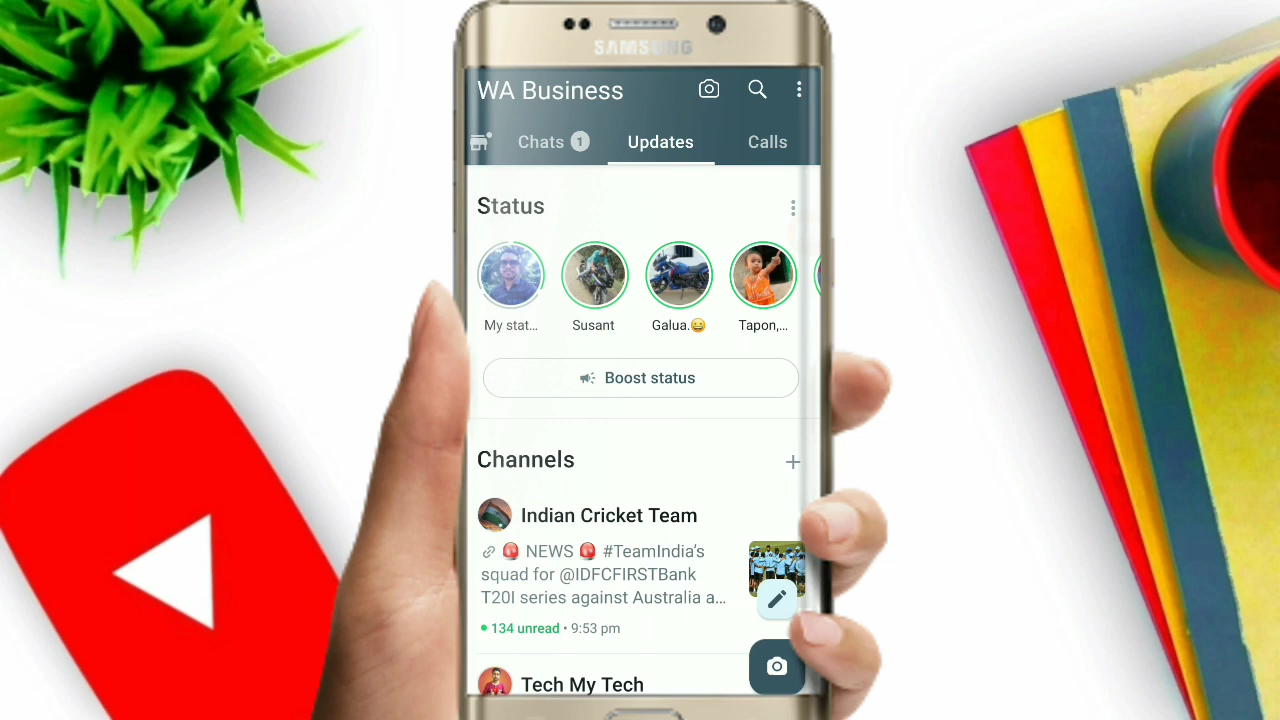 SAMSUNG
WA Business
Chats 1
Updates
Calls
Status
My stat...
Susant
Galua.😄
Tapon,...
Boost status
Channels
Indian Cricket Team
🚨 NEWS 🚨 #TeamIndia's
squad for @IDFCFIRSTBank
T20I series against Australia a...
134 unread • 9:53 pm
Tech My Tech